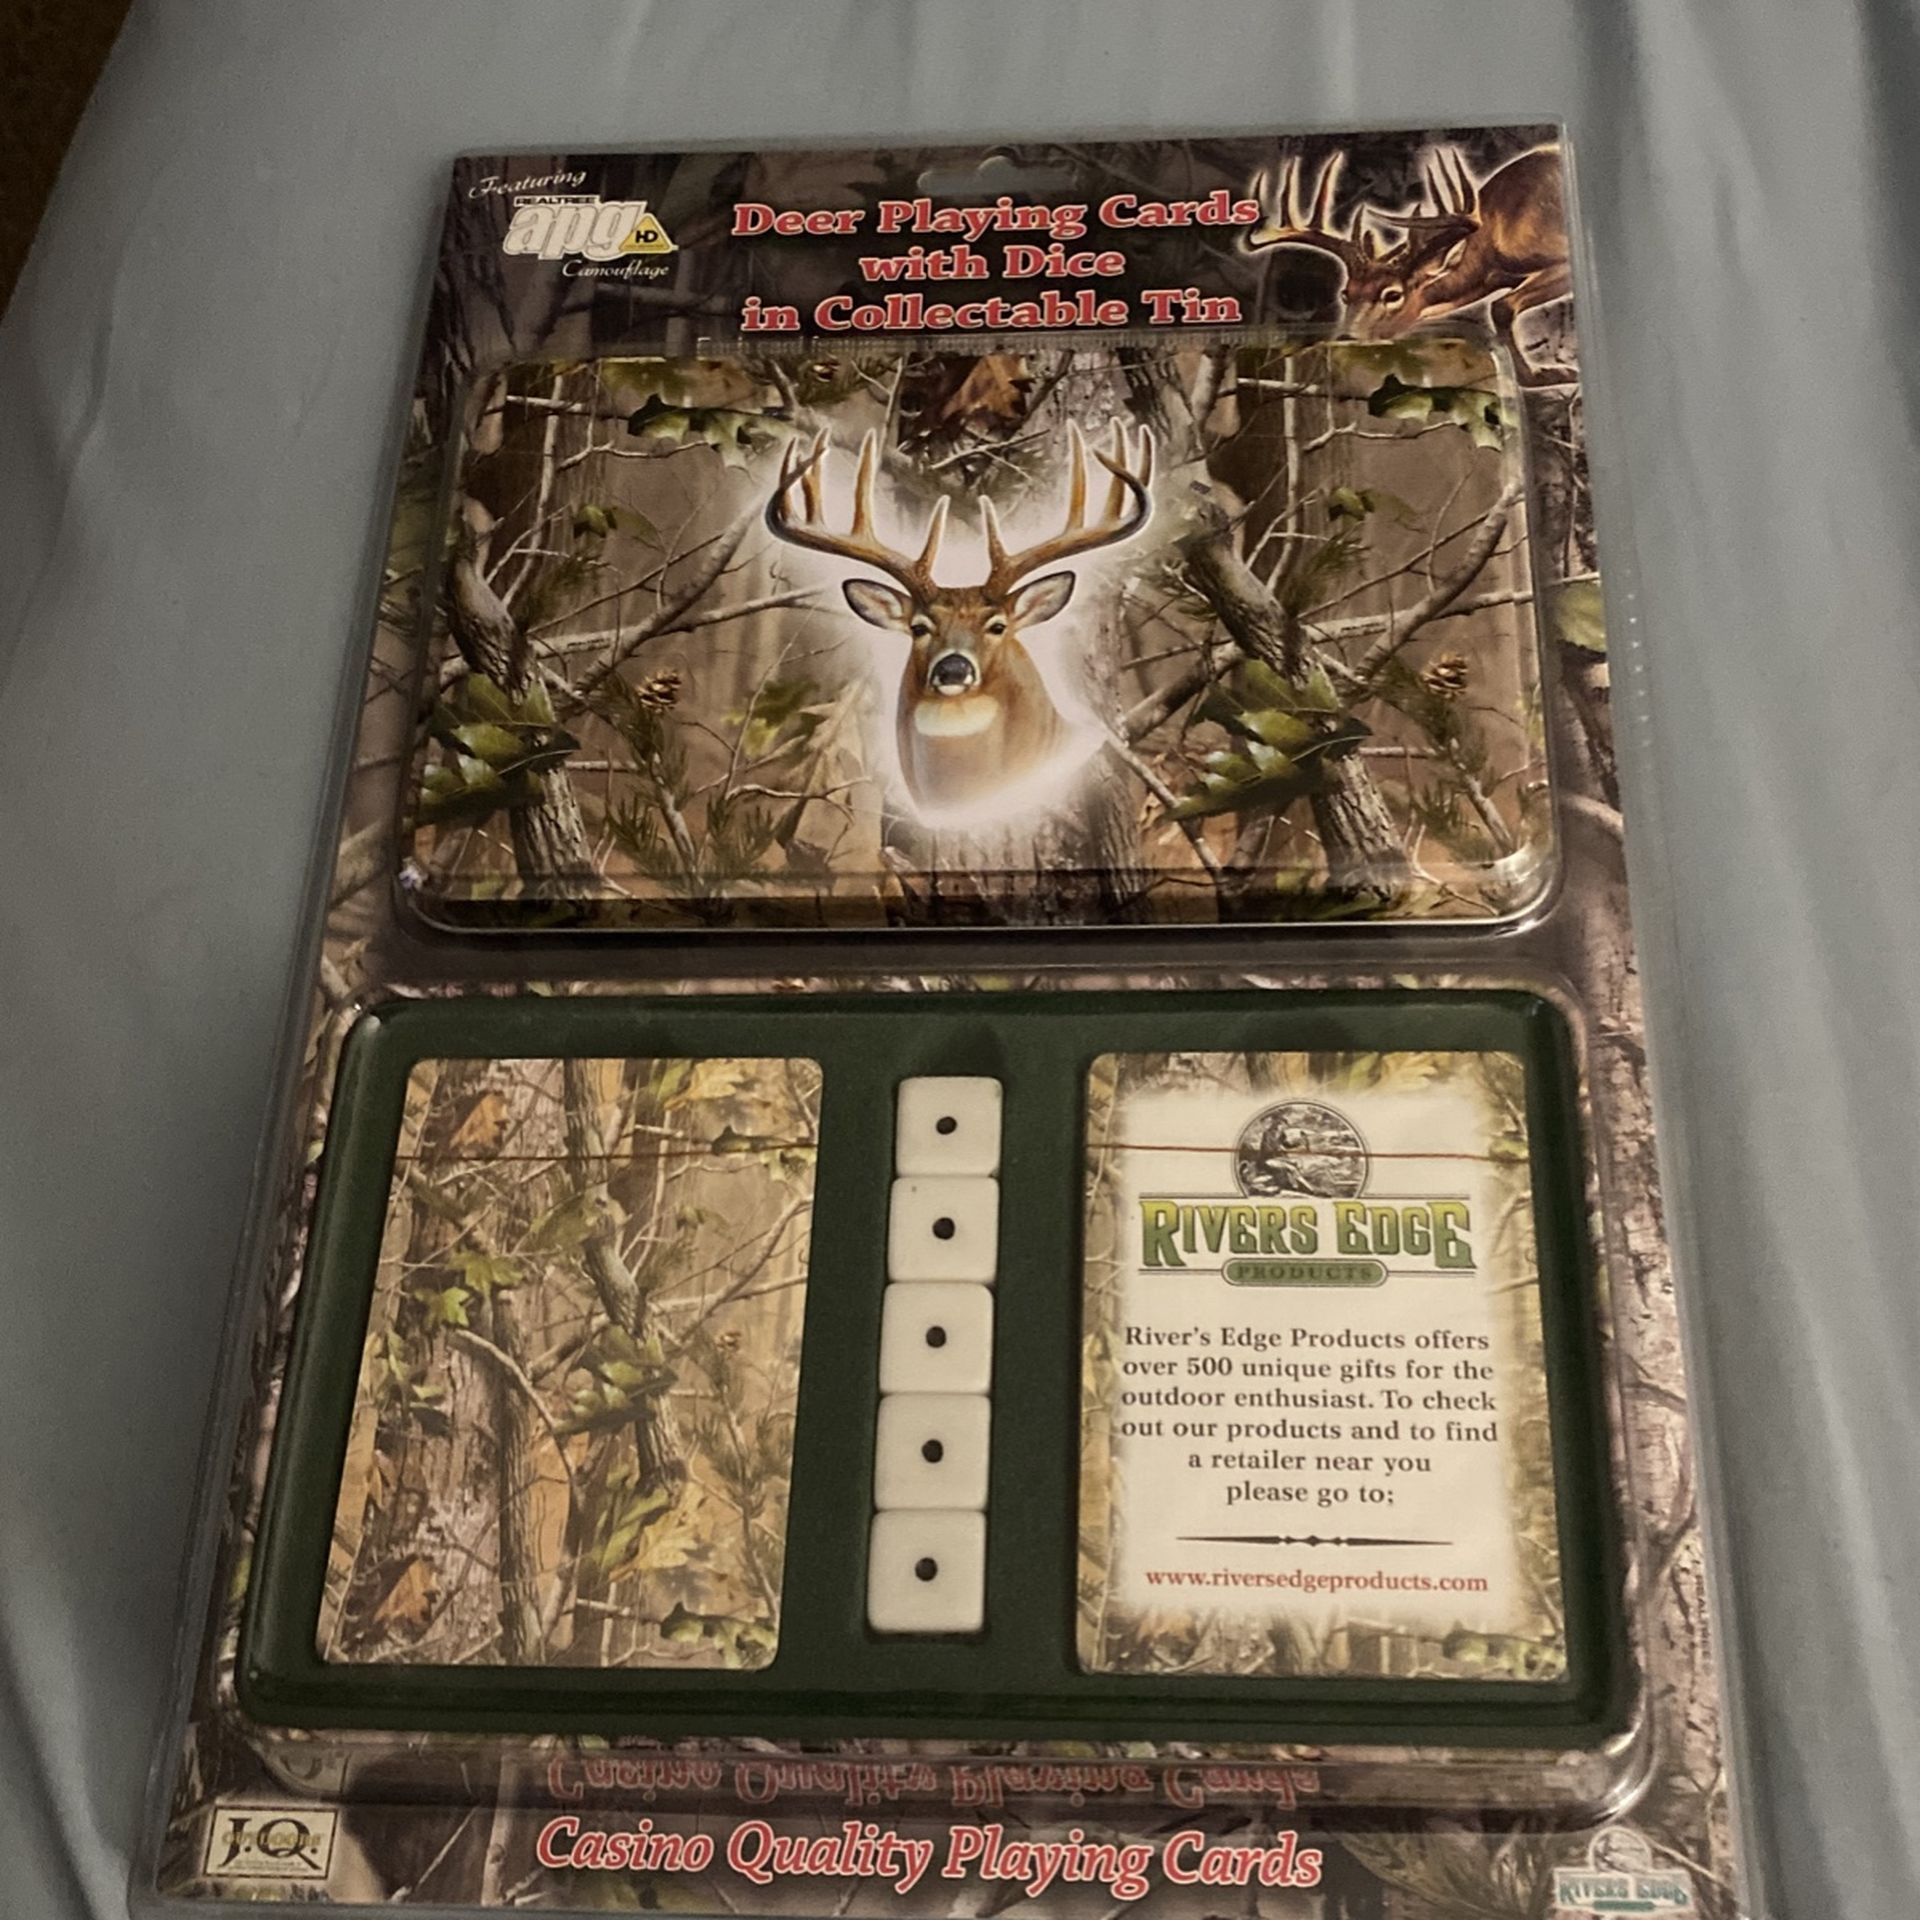 Featuring
REALTREE
apg HD
Camouflage
Deer Playing Cards
with Dice
in Collectable Tin
RIVERS EDGE
PRODUCTS
River's Edge Products offers
over 500 unique gifts for the
outdoor enthusiast. To check
out our products and to find
a retailer near you
please go to;
www.riversedgeproducts.com
J.Q.
OUTDOORS
Casino Quality Playing Cards
RIVERS EDGE